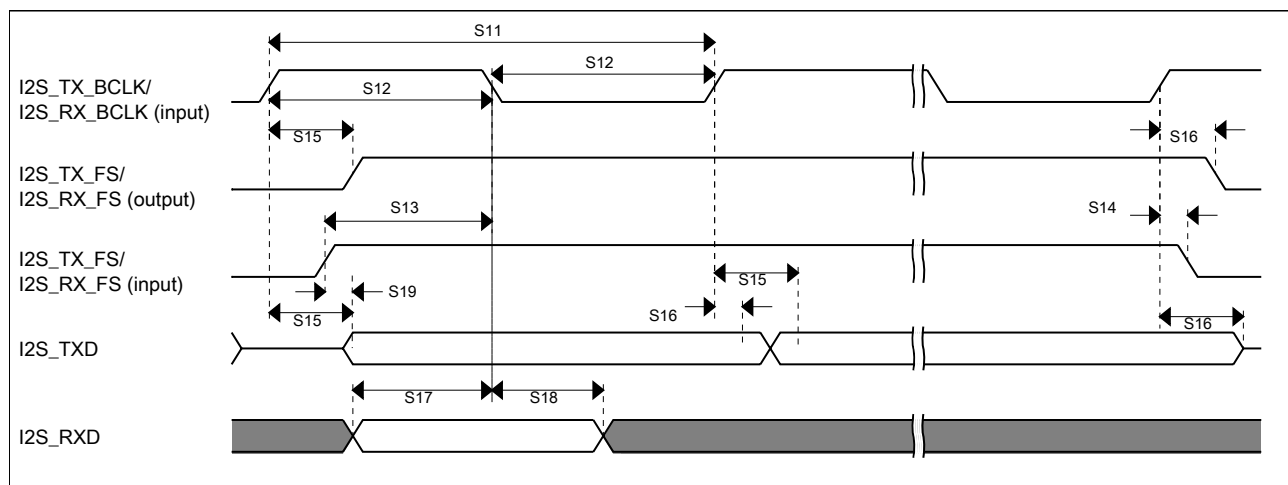 S11
S12
I2S_TX_BCLK/
I2S_RX_BCLK (input)
S12
S15
S16
I2S_TX_FS/
I2S_RX_FS (output)
S13
S14
I2S_TX_FS/
I2S_RX_FS (input)
S15
S19
S15
S16
S16
I2S_TXD
S17
S18
I2S_RXD